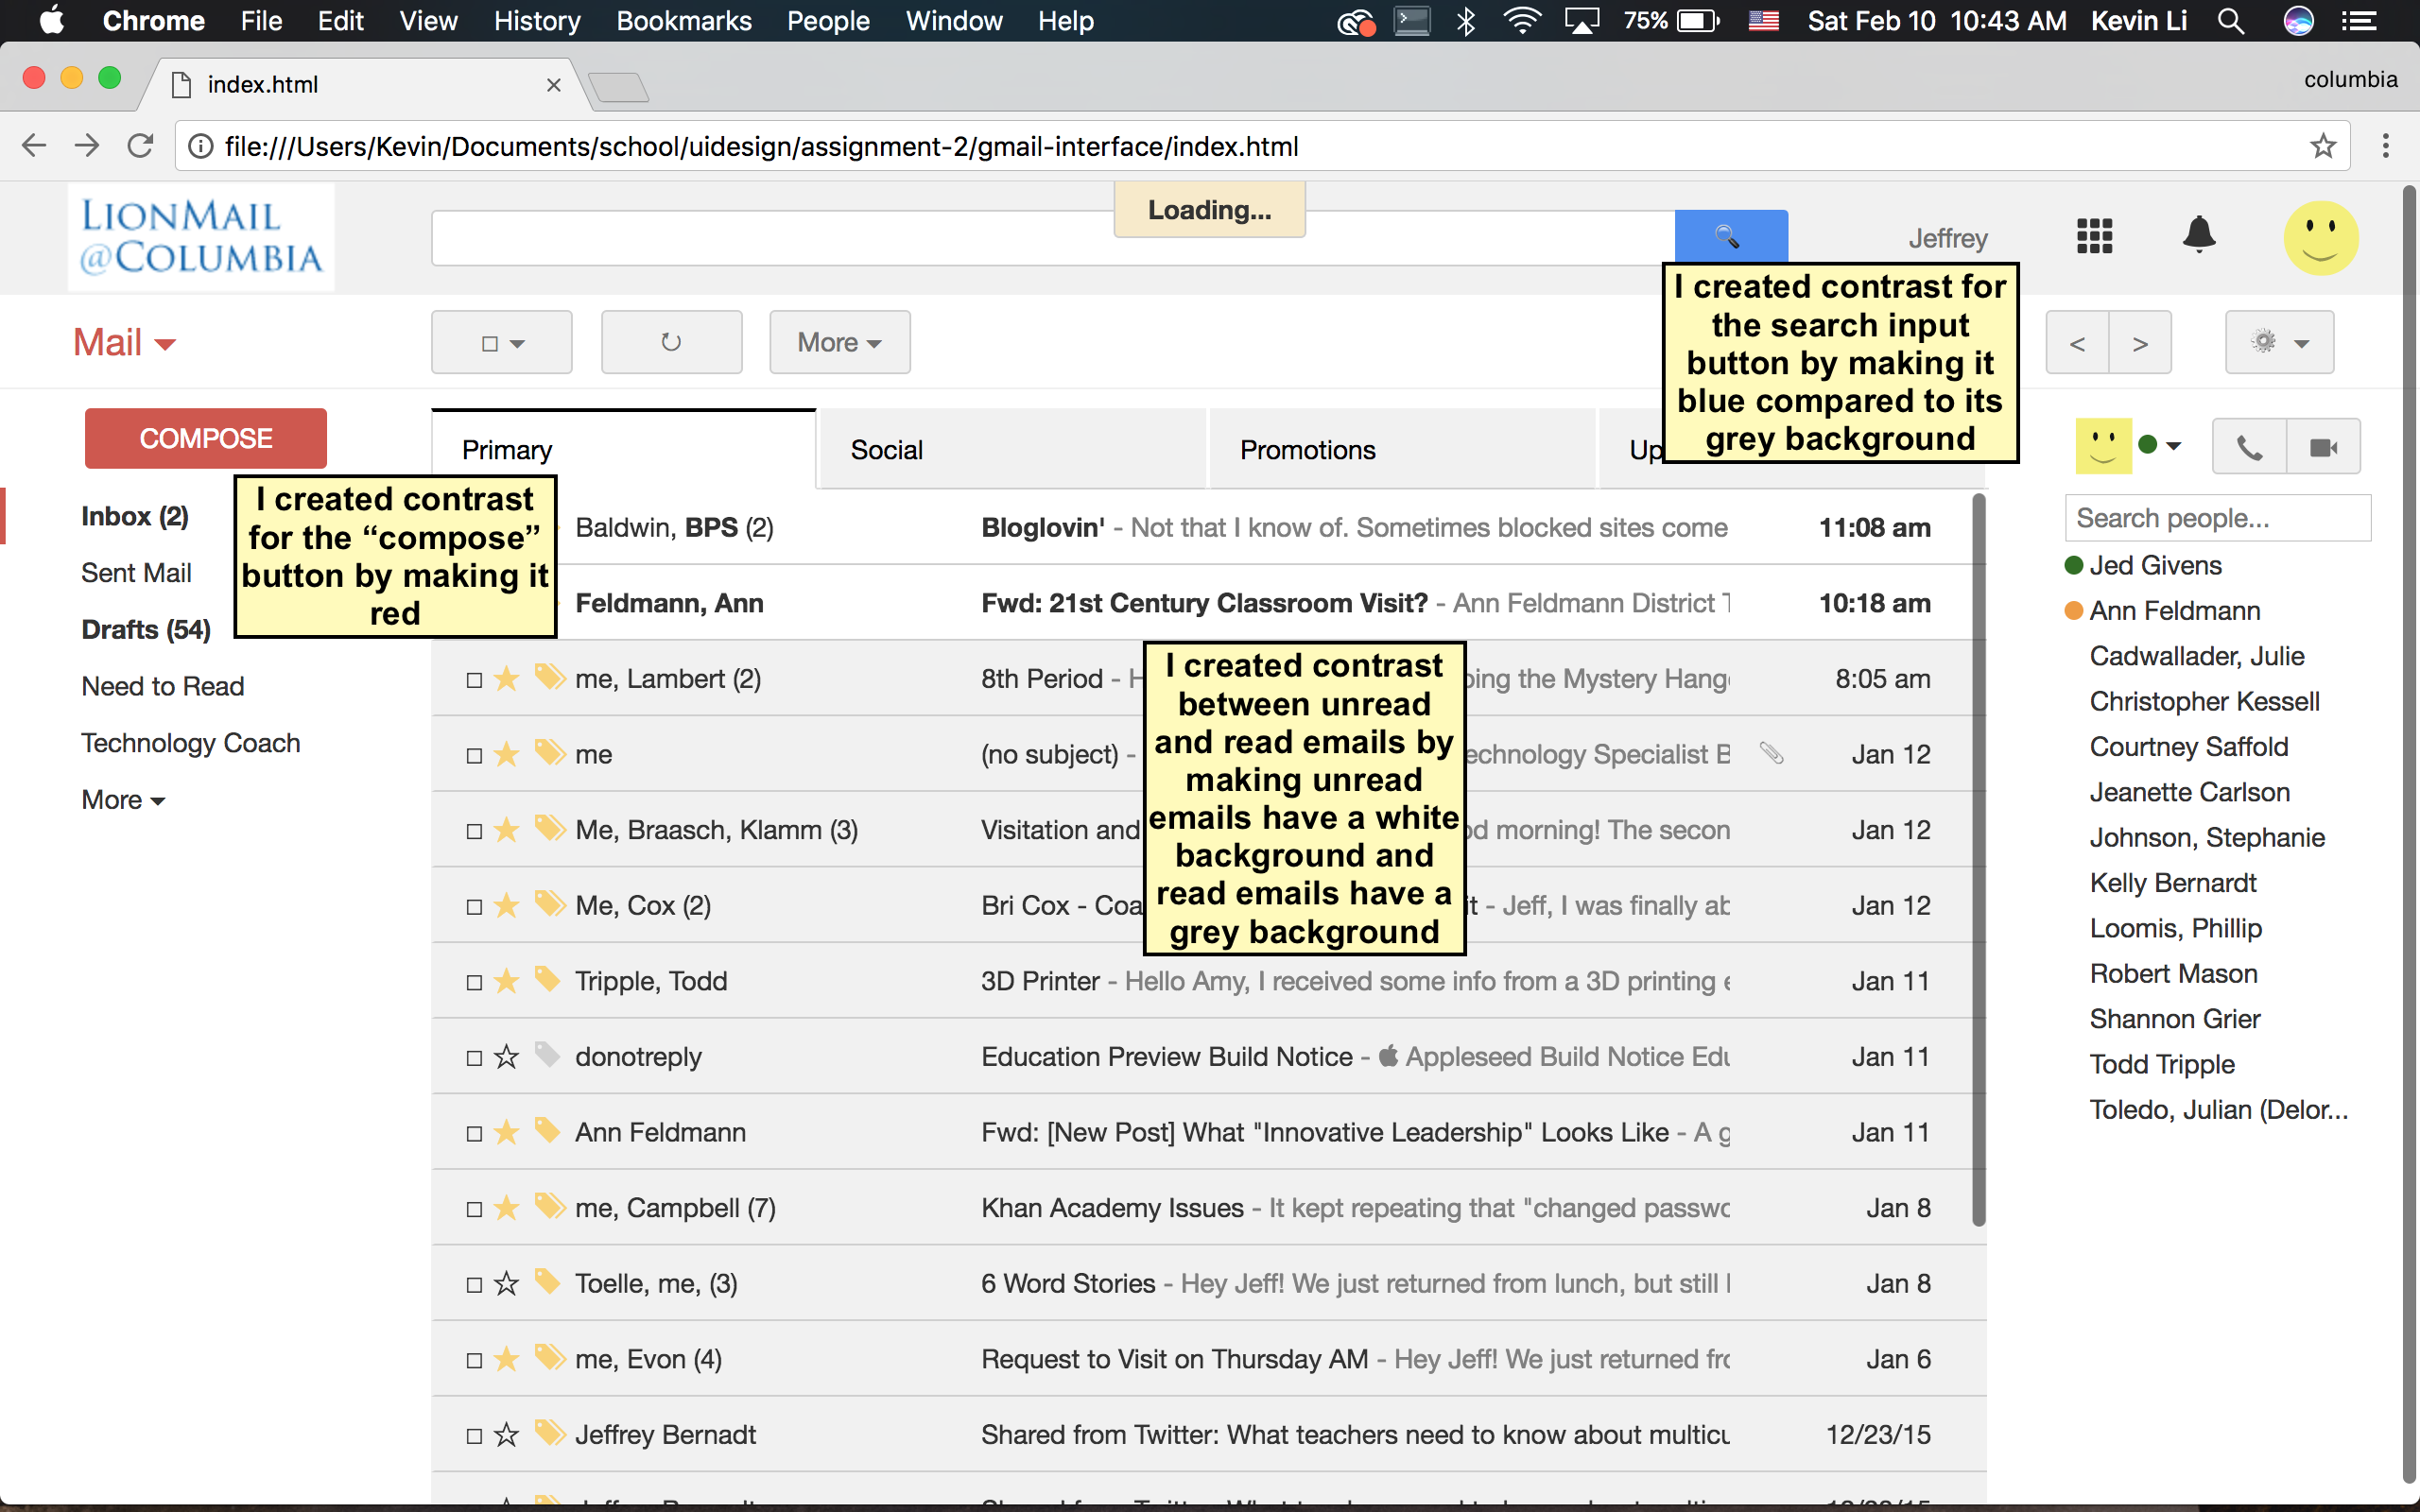 Chrome File Edit View History Bookmarks People Window Help 75% Sat Feb 10 10:43 AM Kevin Li
index.html columbia
file:///Users/Kevin/Documents/school/uidesign/assignment-2/gmail-interface/index.html
LIONMAIL
@COLUMBIA
Loading...
Jeffrey
Mail
More
< >
I created contrast for
the search input
button by making it
blue compared to its
grey background
COMPOSE
Inbox (2)
Sent Mail
Drafts (54)
Need to Read
Technology Coach
More
I created contrast
for the “compose”
button by making it
red
Primary Social Promotions Up
Baldwin, BPS (2) Bloglovin' - Not that I know of. Sometimes blocked sites come 11:08 am
Feldmann, Ann Fwd: 21st Century Classroom Visit? - Ann Feldmann District 10:18 am
me, Lambert (2) 8th Period - ing the Mystery Hang 8:05 am
me (no subject) - echnology Specialist B Jan 12
Me, Braasch, Klamm (3) Visitation and d morning! The secon Jan 12
Me, Cox (2) Bri Cox - Coa it - Jeff, I was finally ab Jan 12
Tripple, Todd 3D Printer - Hello Amy, I received some info from a 3D printing Jan 11
donotreply Education Preview Build Notice - Appleseed Build Notice Edu Jan 11
Ann Feldmann Fwd: [New Post] What "Innovative Leadership" Looks Like - A g Jan 11
me, Campbell (7) Khan Academy Issues - It kept repeating that "changed passwo Jan 8
Toelle, me, (3) 6 Word Stories - Hey Jeff! We just returned from lunch, but still Jan 8
me, Evon (4) Request to Visit on Thursday AM - Hey Jeff! We just returned fro Jan 6
Jeffrey Bernadt Shared from Twitter: What teachers need to know about multicu 12/23/15
I created contrast
between unread
and read emails by
making unread
emails have a white
background and
read emails have a
grey background
Search people...
Jed Givens
Ann Feldmann
Cadwallader, Julie
Christopher Kessell
Courtney Saffold
Jeanette Carlson
Johnson, Stephanie
Kelly Bernardt
Loomis, Phillip
Robert Mason
Shannon Grier
Todd Tripple
Toledo, Julian (Delor...